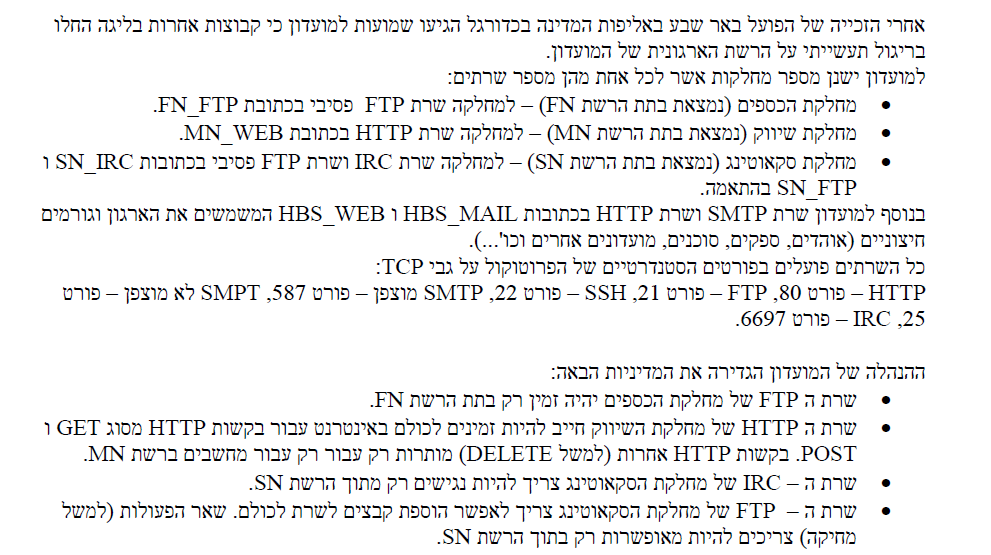 אחרי הזכייה של הפועל באר שבע באליפות המדינה בכדורגל הגיעו שמועות למועדון כי קבוצות אחרות בליגה החלו
בריגול תעשייתי על הרשת הארגונית של המועדון.
למועדון ישנן מספר מחלקות אשר לכל אחת מהן מספר שרתים:
• מחלקת הכספים (נמצאת בתת הרשת FN) – למחלקה שרת FTP פסיבי בכתובת FN_FTP.
• מחלקת שיווק (נמצאת בתת הרשת MN) – למחלקה שרת HTTP בכתובת MN_WEB.
• מחלקת סקאוטינג (נמצאת בתת הרשת SN) – למחלקה שרת IRC ושרת FTP פסיבי בכתובות SN_IRC ו
SN_FTP בהתאמה.
בנוסף למועדון שרת SMTP ושרת HTTP בכתובות HBS_MAIL ו HBS_WEB המשמשים את הארגון וגורמים
חיצוניים (אוהדים, ספקים, סוכנים, מועדונים אחרים וכו'...).
כל השרתים פועלים בפורטים הסטנדרטיים של הפרוטוקול על גבי TCP:
HTTP – פורט 80, FTP – פורט 21, SSH – פורט 22, SMTP מוצפן – פורט 587, SMPT לא מוצפן – פורט
25, IRC – פורט 6697.
ההנהלה של המועדון הגדירה את המדיניות הבאה:
• שרת ה FTP של מחלקת הכספים יהיה זמין רק בתת הרשת FN.
• שרת ה HTTP של מחלקת השיווק חייב להיות זמינים לכולם באינטרנט עבור בקשות HTTP מסוג GET ו
POST. בקשות HTTP אחרות (למשל DELETE) מותרות רק עבור רק עבור מחשבים ברשת MN.
• שרת ה – IRC של מחלקת הסקאוטינג צריך להיות נגישים רק מתוך הרשת SN.
• שרת ה – FTP של מחלקת הסקאוטינג צריך לאפשר הוספת קבצים לשרת לכולם. שאר הפעולות (למשל
מחיקה) צריכים להיות מאופשרות רק בתוך הרשת SN.